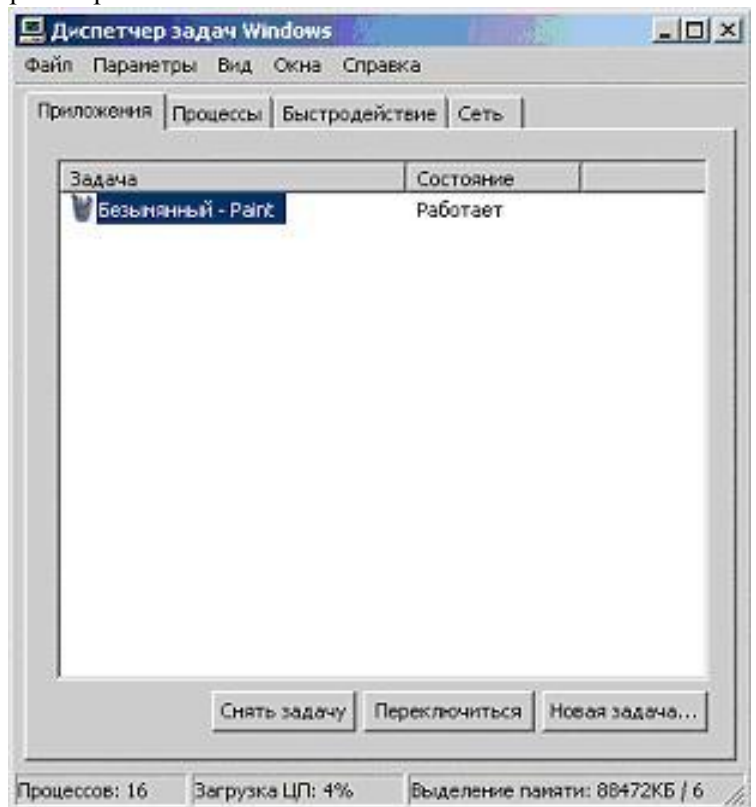 Диспетчер задач Windows
Файл Параметры Вид Окна Справка
Приложения Процессы Быстродействие Сеть
Задача Состояние
Безымянный - Paint Работает
Снять задачу Переключиться Новая задача...
Процессов: 16 Загрузка ЦП: 4% Выделение памяти: 88472КБ / 6